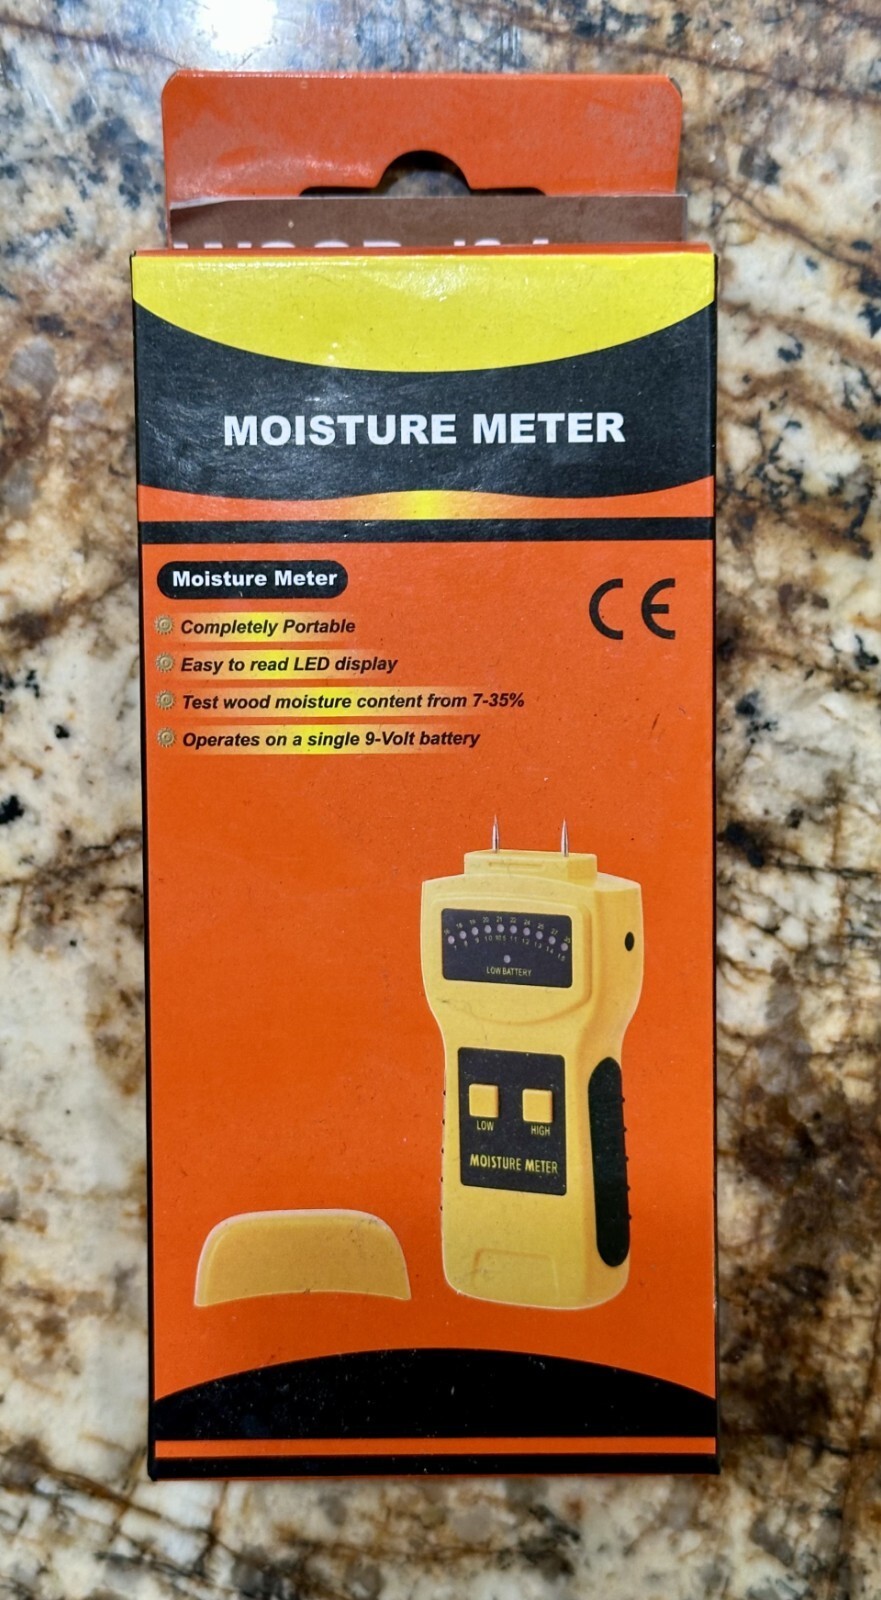 MOISTURE METER
Moisture Meter
CE
Completely Portable
Easy to read LED display
Test wood moisture content from 7-35%
Operates on a single 9-Volt battery
LOW BATTERY
LOW HIGH
MOISTURE METER